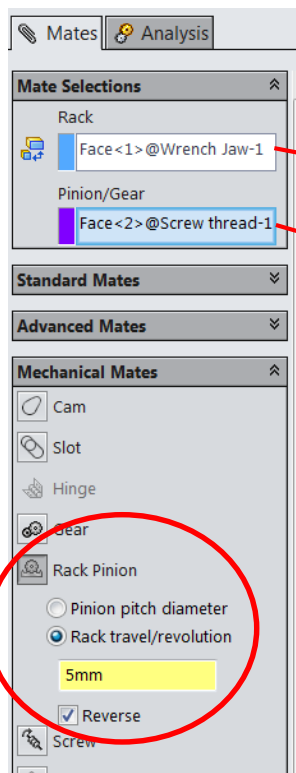 Mates Analysis
Mate Selections
Rack
Face<1>@Wrench Jaw-1
Pinion/Gear
Face<2>@Screw thread-1
Standard Mates
Advanced Mates
Mechanical Mates
Cam
Slot
Hinge
Gear
Rack Pinion
Pinion pitch diameter
Rack travel/revolution
5mm
Reverse
Screw